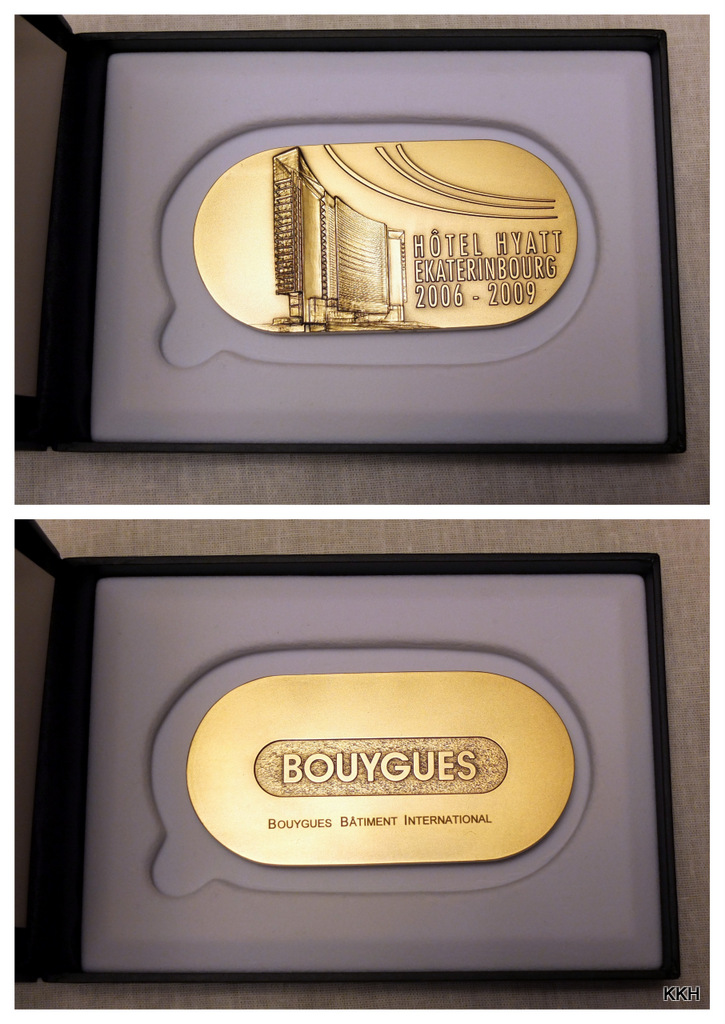 HÔTEL HYATT
EKATERINBOURG
2006 - 2009
BOUYGUES
BOUYGUES BÂTIMENT INTERNATIONAL
KKH